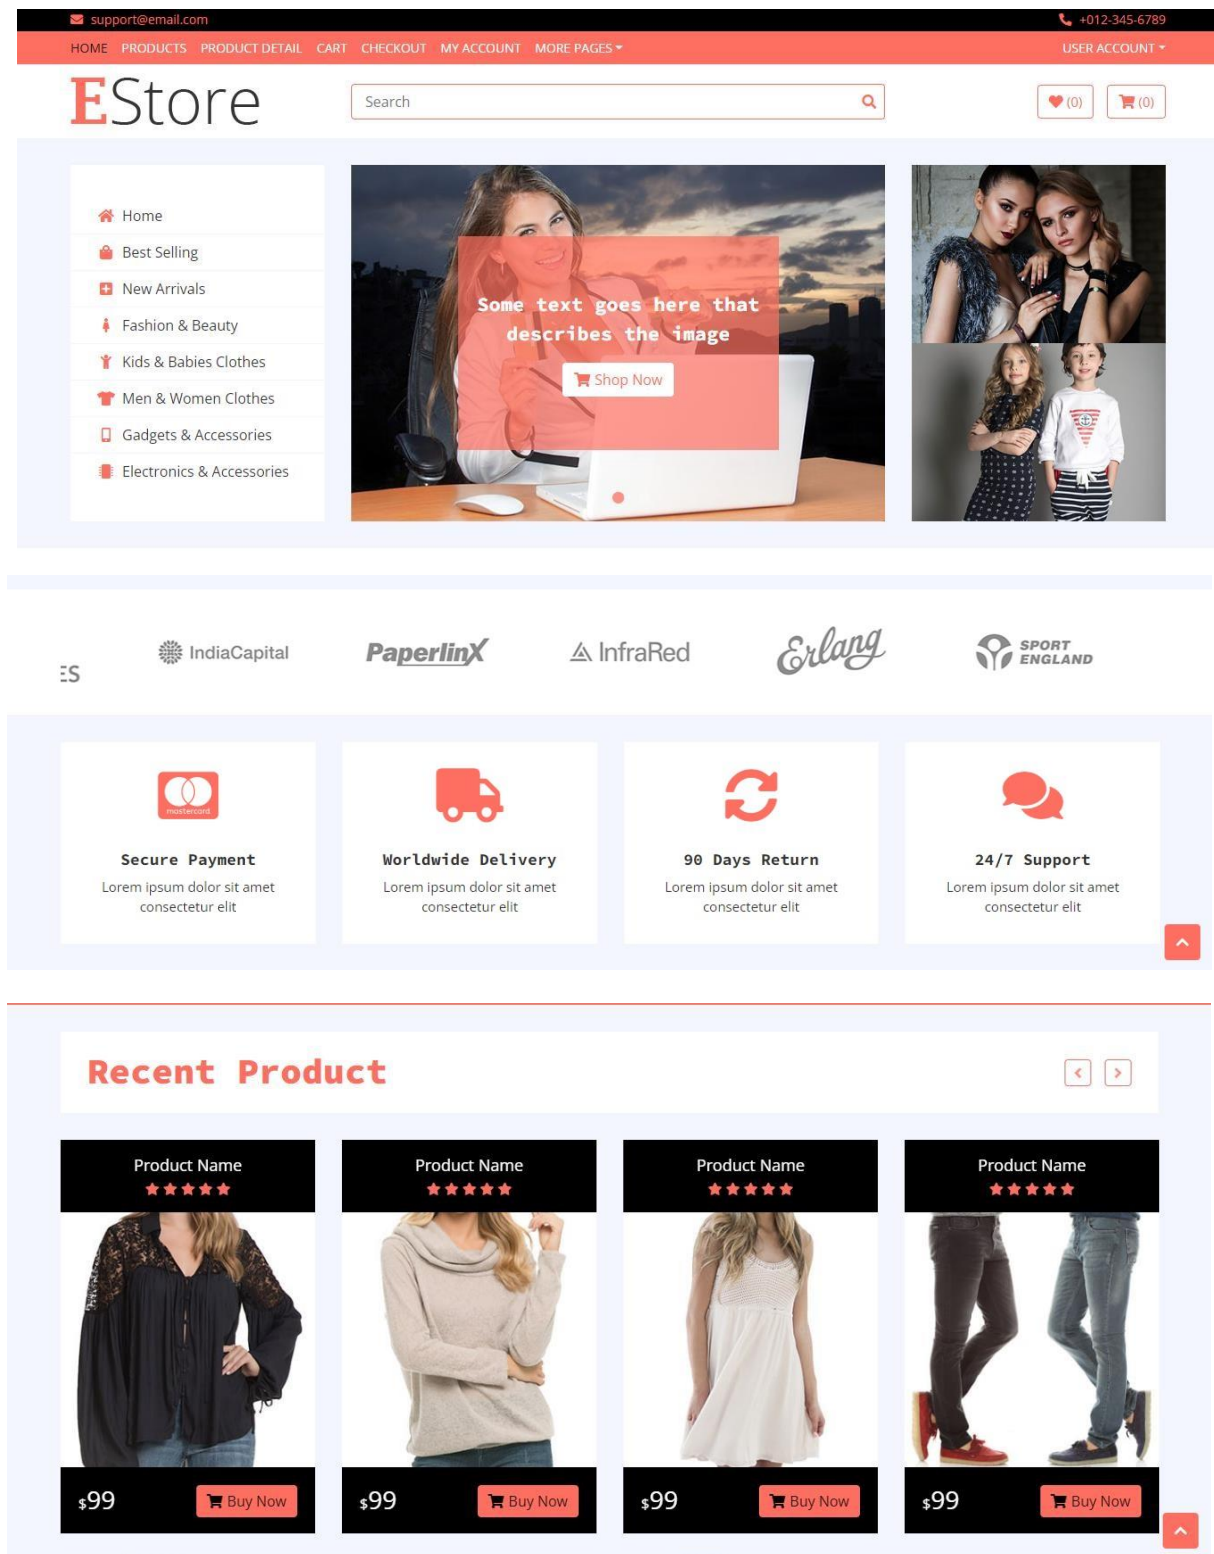 support@email.com
+012-345-6789
HOME PRODUCTS PRODUCT DETAIL CART CHECKOUT MY ACCOUNT MORE PAGES
USER ACCOUNT
EStore
Search
(0)
(0)
Home
Best Selling
New Arrivals
Fashion & Beauty
Kids & Babies Clothes
Men & Women Clothes
Gadgets & Accessories
Electronics & Accessories
Some text goes here that
describes the image
Shop Now
ES
IndiaCapital
PaperlinX
InfraRed
Erlang
SPORT
ENGLAND
mastercard
Secure Payment
Lorem ipsum dolor sit amet
consectetur elit
Worldwide Delivery
Lorem ipsum dolor sit amet
consectetur elit
90 Days Return
Lorem ipsum dolor sit amet
consectetur elit
24/7 Support
Lorem ipsum dolor sit amet
consectetur elit
Recent Product
Product Name
Product Name
Product Name
Product Name
$99
Buy Now
$99
Buy Now
$99
Buy Now
$99
Buy Now